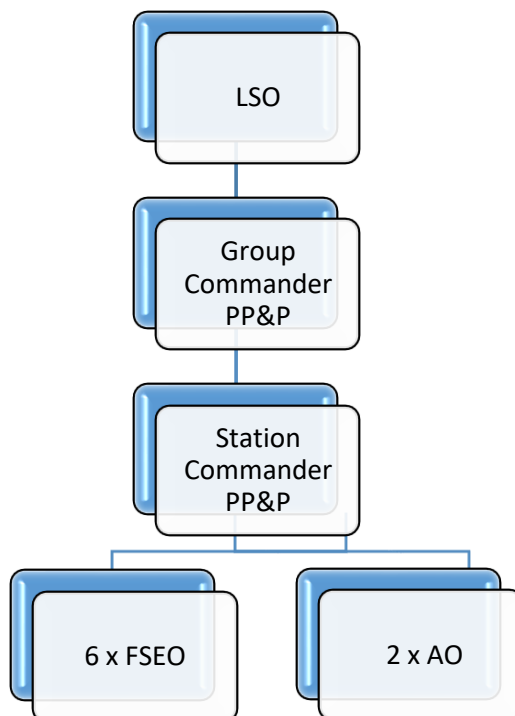 LSO
Group
Commander
PP&P
Station
Commander
PP&P
6 x FSEO
2 x AO